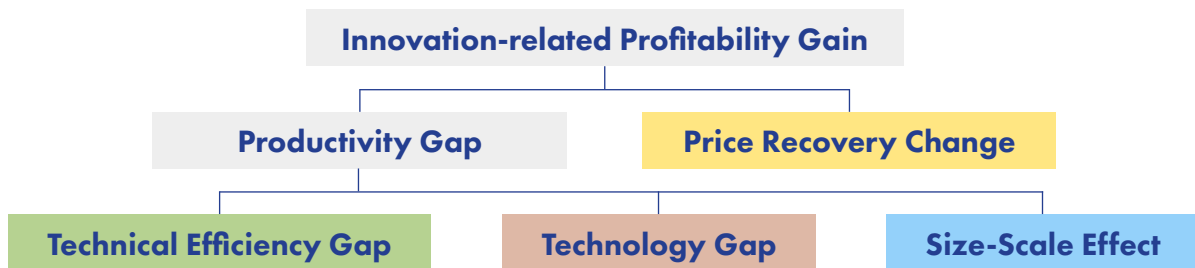 Innovation-related Profitability Gain
Productivity Gap
Price Recovery Change
Technical Efficiency Gap
Technology Gap
Size-Scale Effect